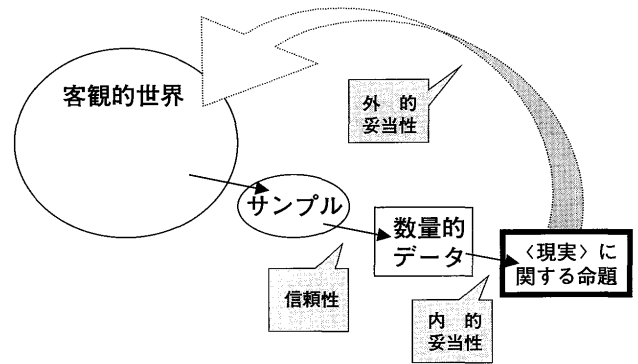 客観的世界
外的
妥当性
サンプル
数量的
データ
〈現実〉に
関する命題
信頼性
内的
妥当性